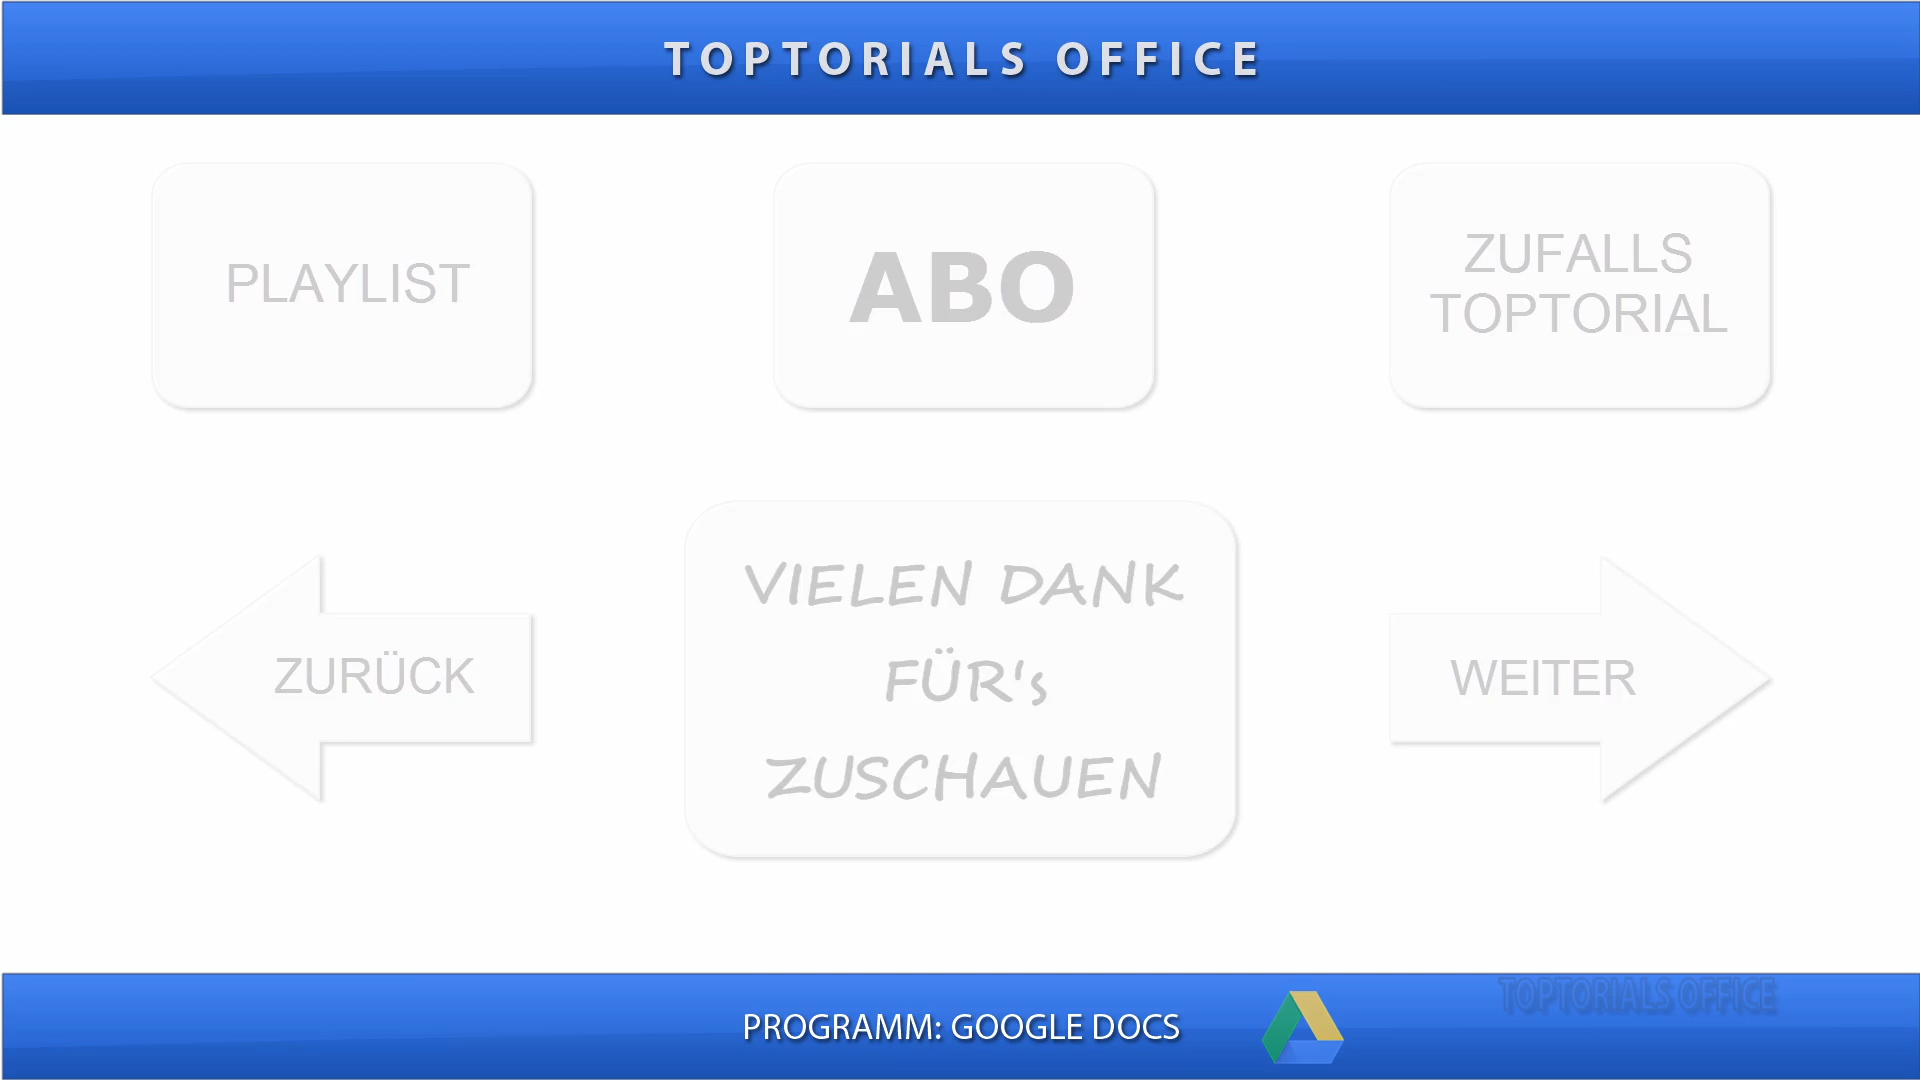 TOPTORIALS OFFICE
PLAYLIST
ABO
ZUFALLS
TOPTORIAL
ZURÜCK
VIELEN DANK
FÜR's
ZUSCHAUEN
WEITER
PROGRAMM: GOOGLE DOCS
TOPTORIALS OFFICE